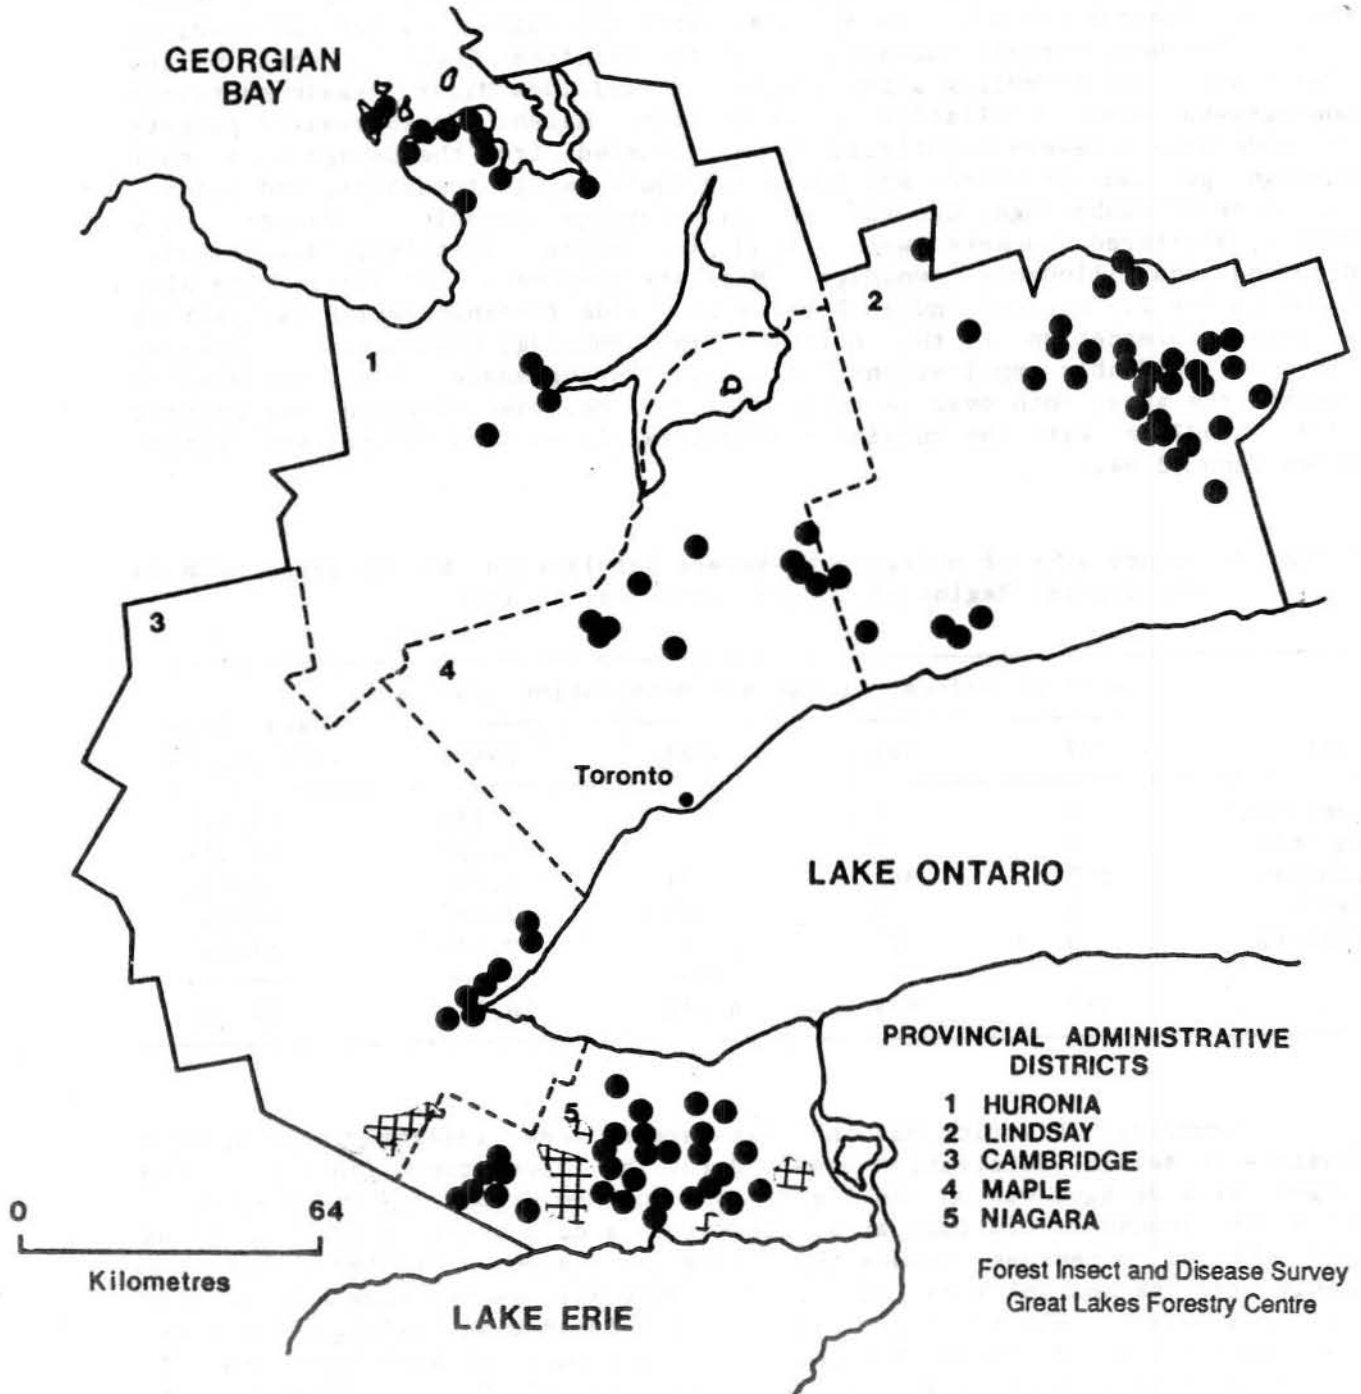 GEORGIAN
BAY
1
2
3
4
5
Toronto
LAKE ONTARIO
PROVINCIAL ADMINISTRATIVE
DISTRICTS
1 HURONIA
2 LINDSAY
3 CAMBRIDGE
4 MAPLE
5 NIAGARA
0 64
Kilometres
LAKE ERIE
Forest Insect and Disease Survey
Great Lakes Forestry Centre